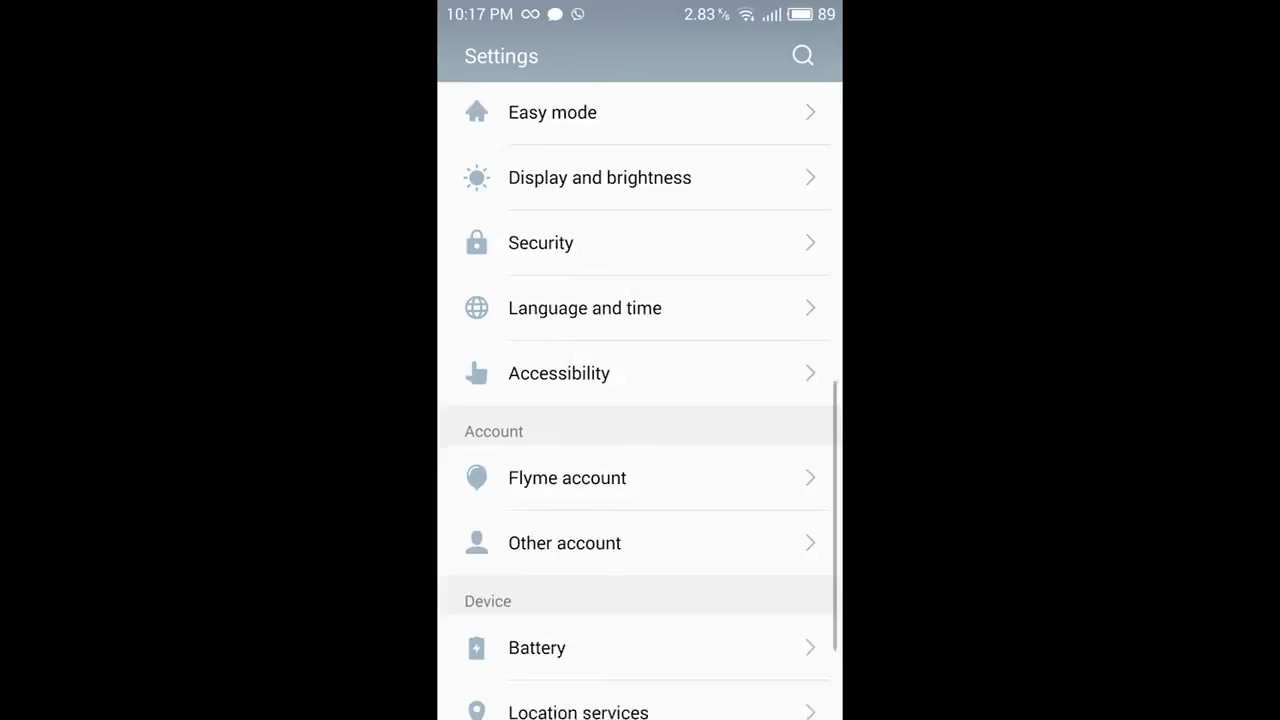 10:17 PM 2.83 K/s 89
Settings
Easy mode
Display and brightness
Security
Language and time
Accessibility
Account
Flyme account
Other account
Device
Battery
Location services